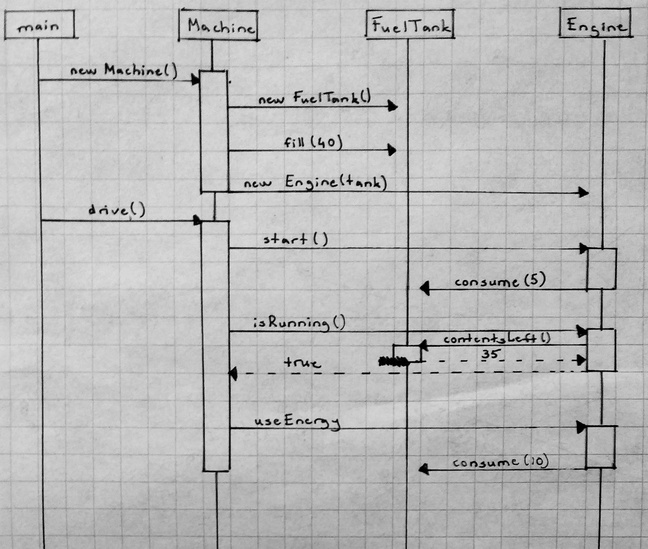 main
Machine
FuelTank
Engine
new Machine()
new FuelTank()
fill(40)
new Engine(tank)
drive()
start()
consume(5)
isRunning()
contentsLeft()
35
true
useEnergy
consume(10)